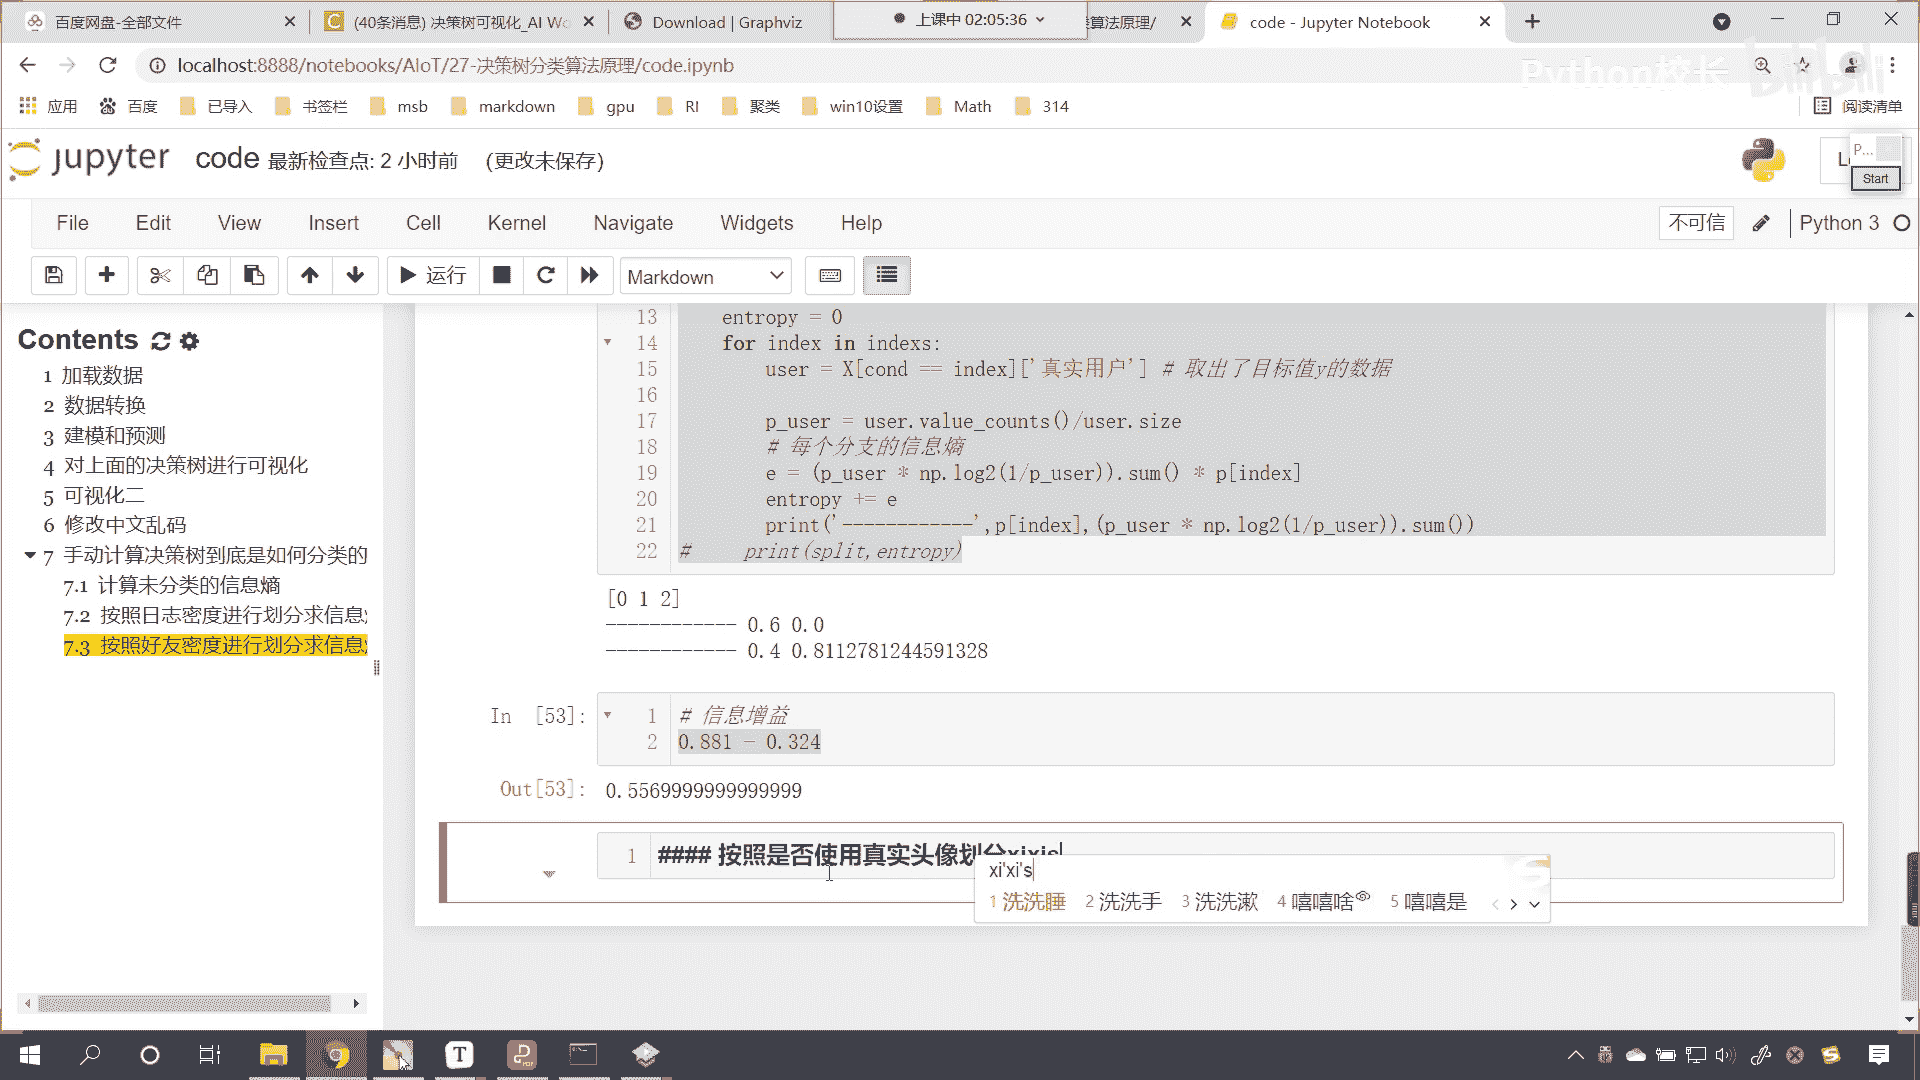 百度网盘-全部文件
(40条消息) 决策树可视化_AI Wo
Download | Graphviz
上课中 02:05:36
类算法原理/
code - Jupyter Notebook
localhost:8888/notebooks/AIoT/27-决策树分类算法原理/code.ipynb
Python校长
bilibili
应用
百度
已导入
书签栏
msb
markdown
gpu
RI
聚类
win10设置
Math
314
阅读清单
jupyter
code 最新检查点: 2 小时前 (更改未保存)
P...
Start
File Edit View Insert Cell Kernel Navigate Widgets Help
不可信
Python 3
运行
Markdown
Contents
1 加载数据
2 数据转换
3 建模和预测
4 对上面的决策树进行可视化
5 可视化二
6 修改中文乱码
7 手动计算决策树到底是如何分类的
7.1 计算未分类的信息熵
7.2 按照日志密度进行划分求信息
7.3 按照好友密度进行划分求信息
13 entropy = 0
14 for index in indexs:
15 user = X[cond == index]['真实用户'] # 取出了目标值y的数据
16
17 p_user = user.value_counts()/user.size
18 # 每个分支的信息熵
19 e = (p_user * np.log2(1/p_user)).sum() * p[index]
20 entropy += e
21 print('------------',p[index],(p_user * np.log2(1/p_user)).sum())
22 # print(split,entropy)
[0 1 2]
------------ 0.6 0.0
------------ 0.4 0.8112781244591328
In [53]:
1 # 信息增益
2 0.881 - 0.324
Out[53]: 0.5569999999999999
1 #### 按照是否使用真实头像划分xixis
xi'xi's
1 洗洗睡 2 洗洗手 3 洗洗漱 4 嘻嘻啥 5 嘻嘻是